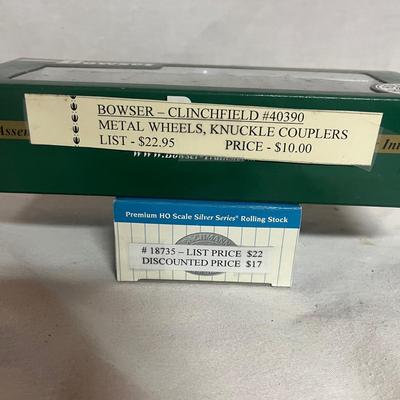 Bowser
BOWSER – CLINCHFIELD #40390
METAL WHEELS, KNUCKLE COUPLERS
LIST - $22.95 PRICE - $10.00
Premium HO Scale Silver Series® Rolling Stock
# 18735 – LIST PRICE $22
DISCOUNTED PRICE $17